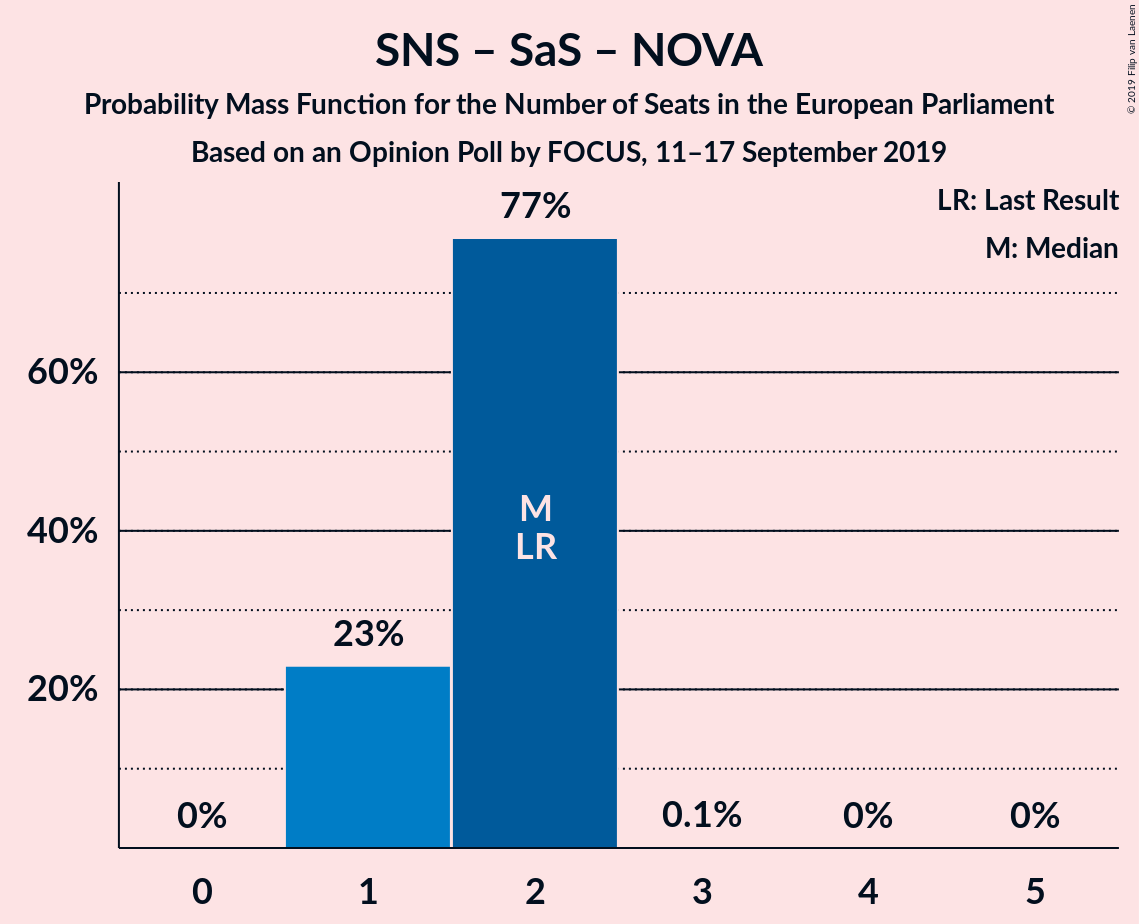 SNS – SaS – NOVA
Probability Mass Function for the Number of Seats in the European Parliament
Based on an Opinion Poll by FOCUS, 11–17 September 2019
© 2019 Filip van Laenen
LR: Last Result
M: Median
77%
60%
40%
20%
M
LR
23%
0%
0.1%
0%
0%
0
1
2
3
4
5